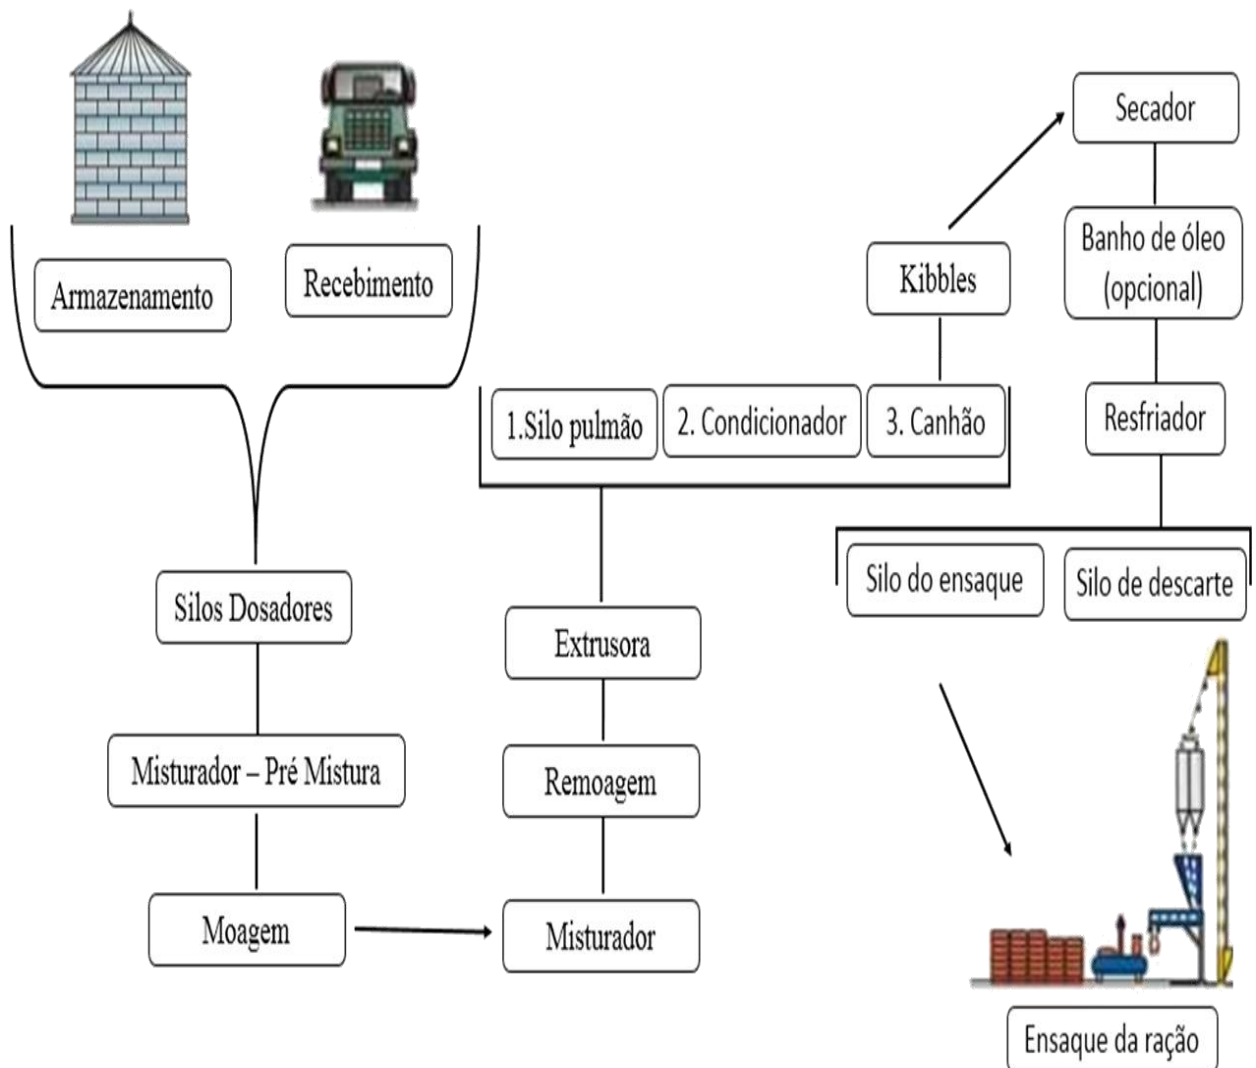 Armazenamento
Recebimento
Silos Dosadores
Misturador – Pré Mistura
Moagem
Misturador
Remoagem
Extrusora
1.Silo pulmão
2. Condicionador
3. Canhão
Kibbles
Secador
Banho de óleo
(opcional)
Resfriador
Silo do ensaque
Silo de descarte
Ensaque da ração